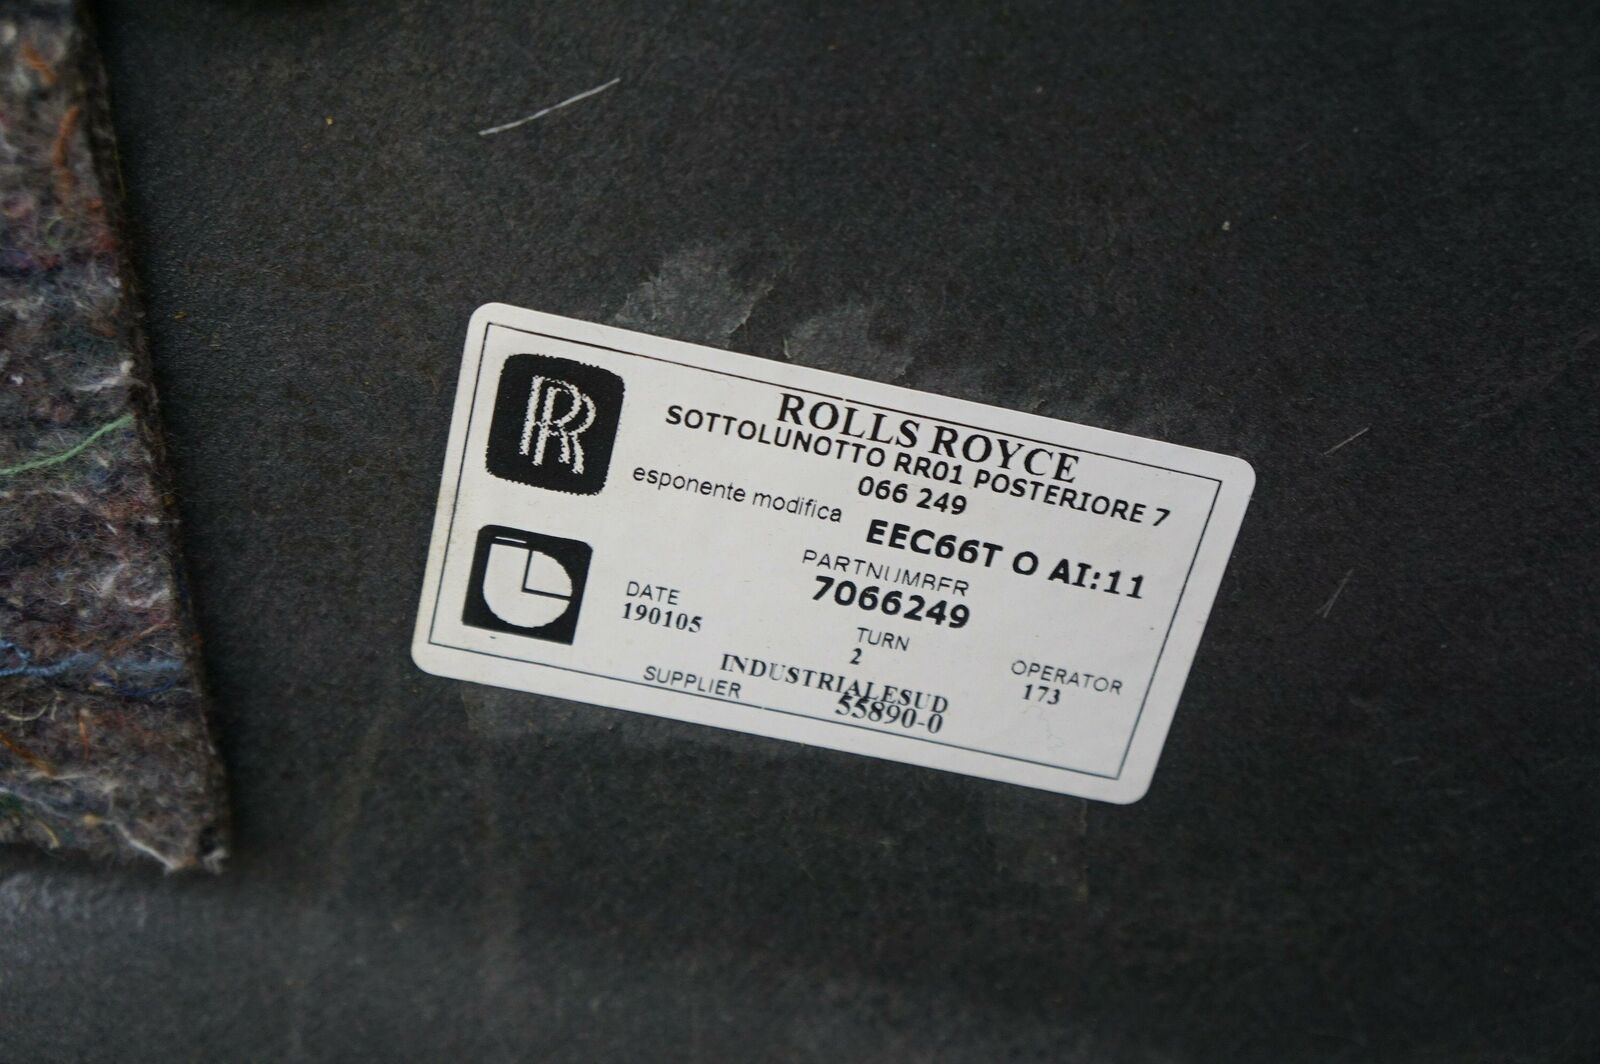 RR
ROLLS ROYCE
SOTTOLUNOTTO RR01 POSTERIORE 7
066 249
esponente modifica EEC66T O AI:11
PARTNUMBER
7066249
DATE
190105
TURN
2
OPERATOR
173
SUPPLIER
INDUSTRIALESUD
55890-0